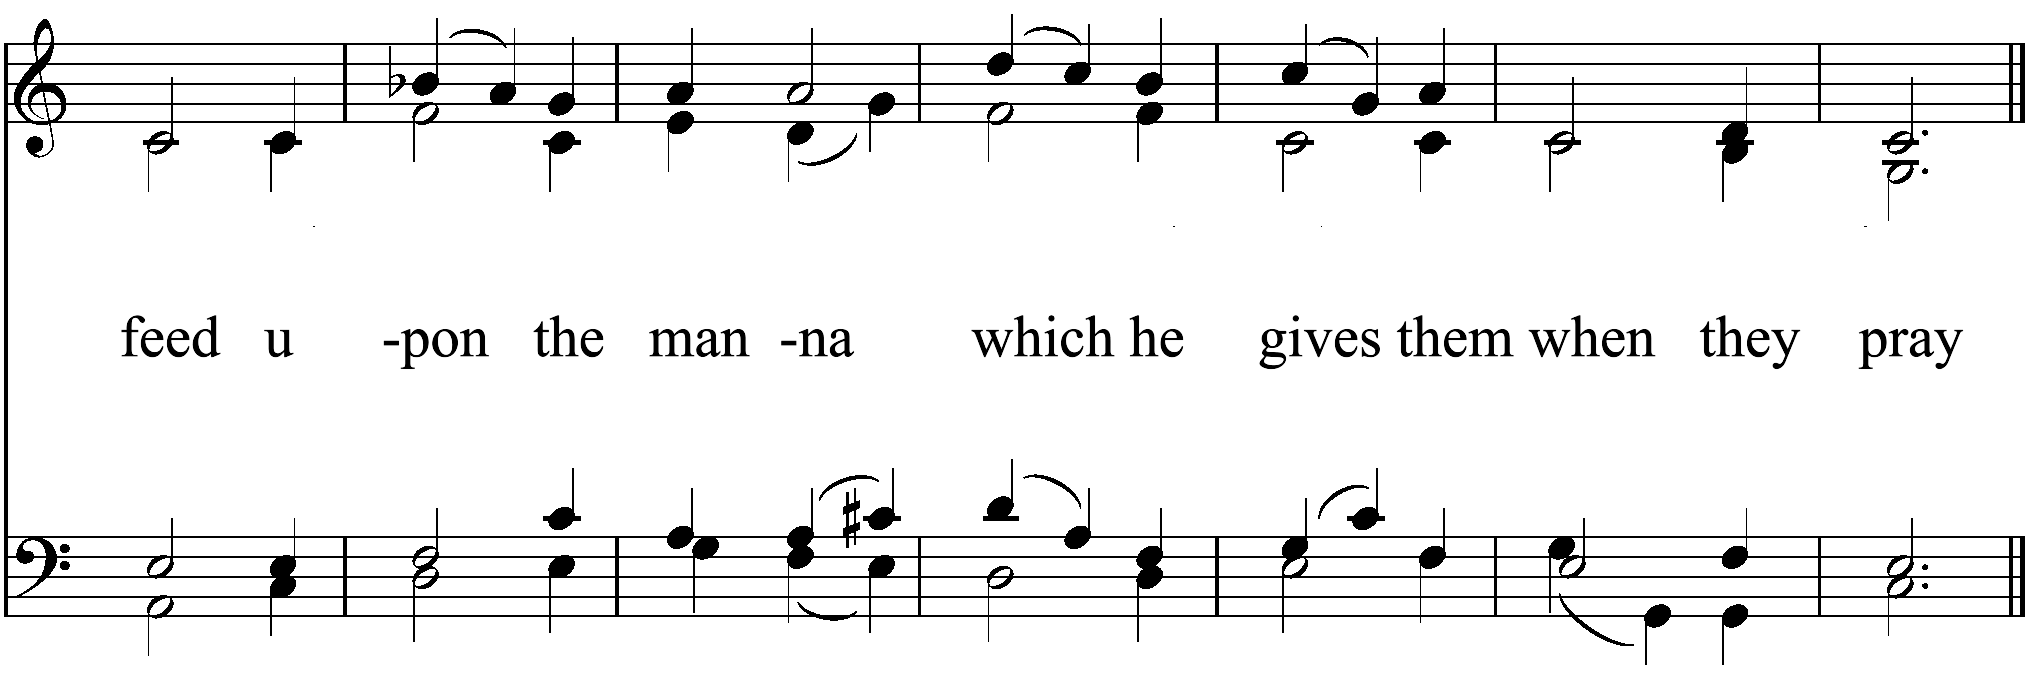 feed u -pon the man -na which he gives them when they pray